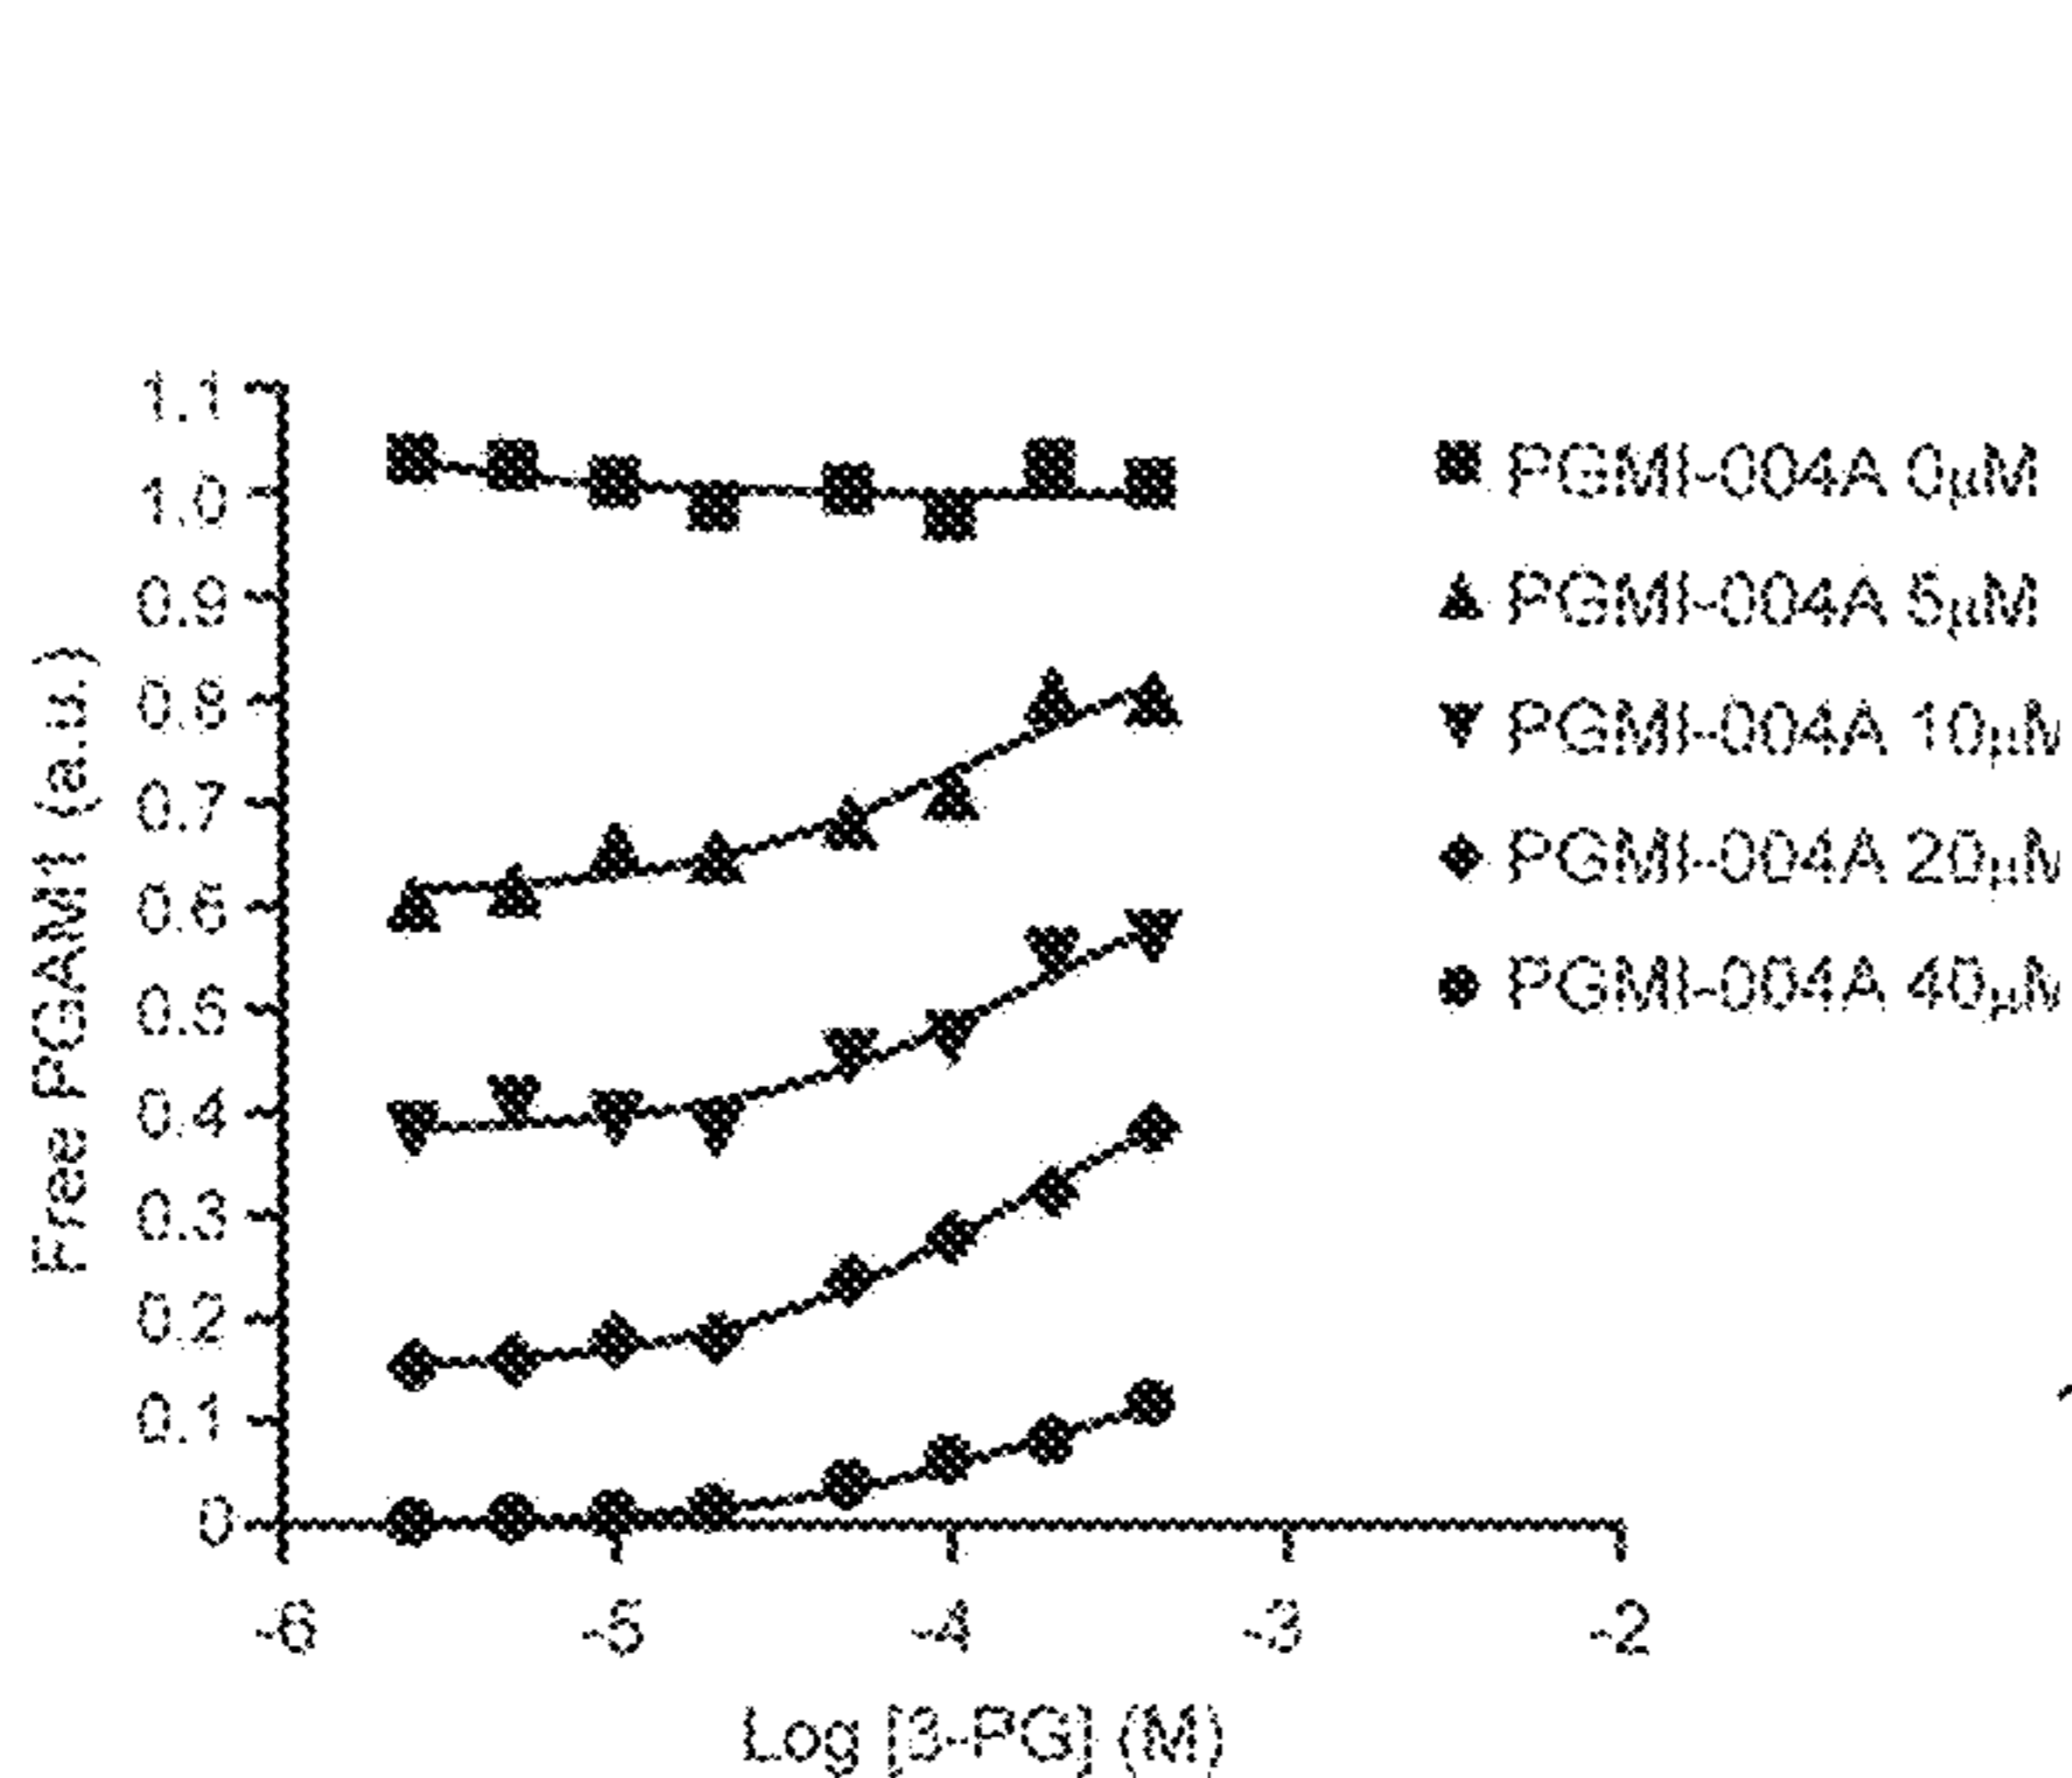 1.1
1.0
0.9
0.8
0.7
0.6
0.5
0.4
0.3
0.2
0.1
0
Free PGAM1 (a.u.)
-6 -5 -4 -3 -2
Log [3-PG] (M)
PGMI-004A 0µM
PGMI-004A 5µM
PGMI-004A 10µM
PGMI-004A 20µM
PGMI-004A 40µM